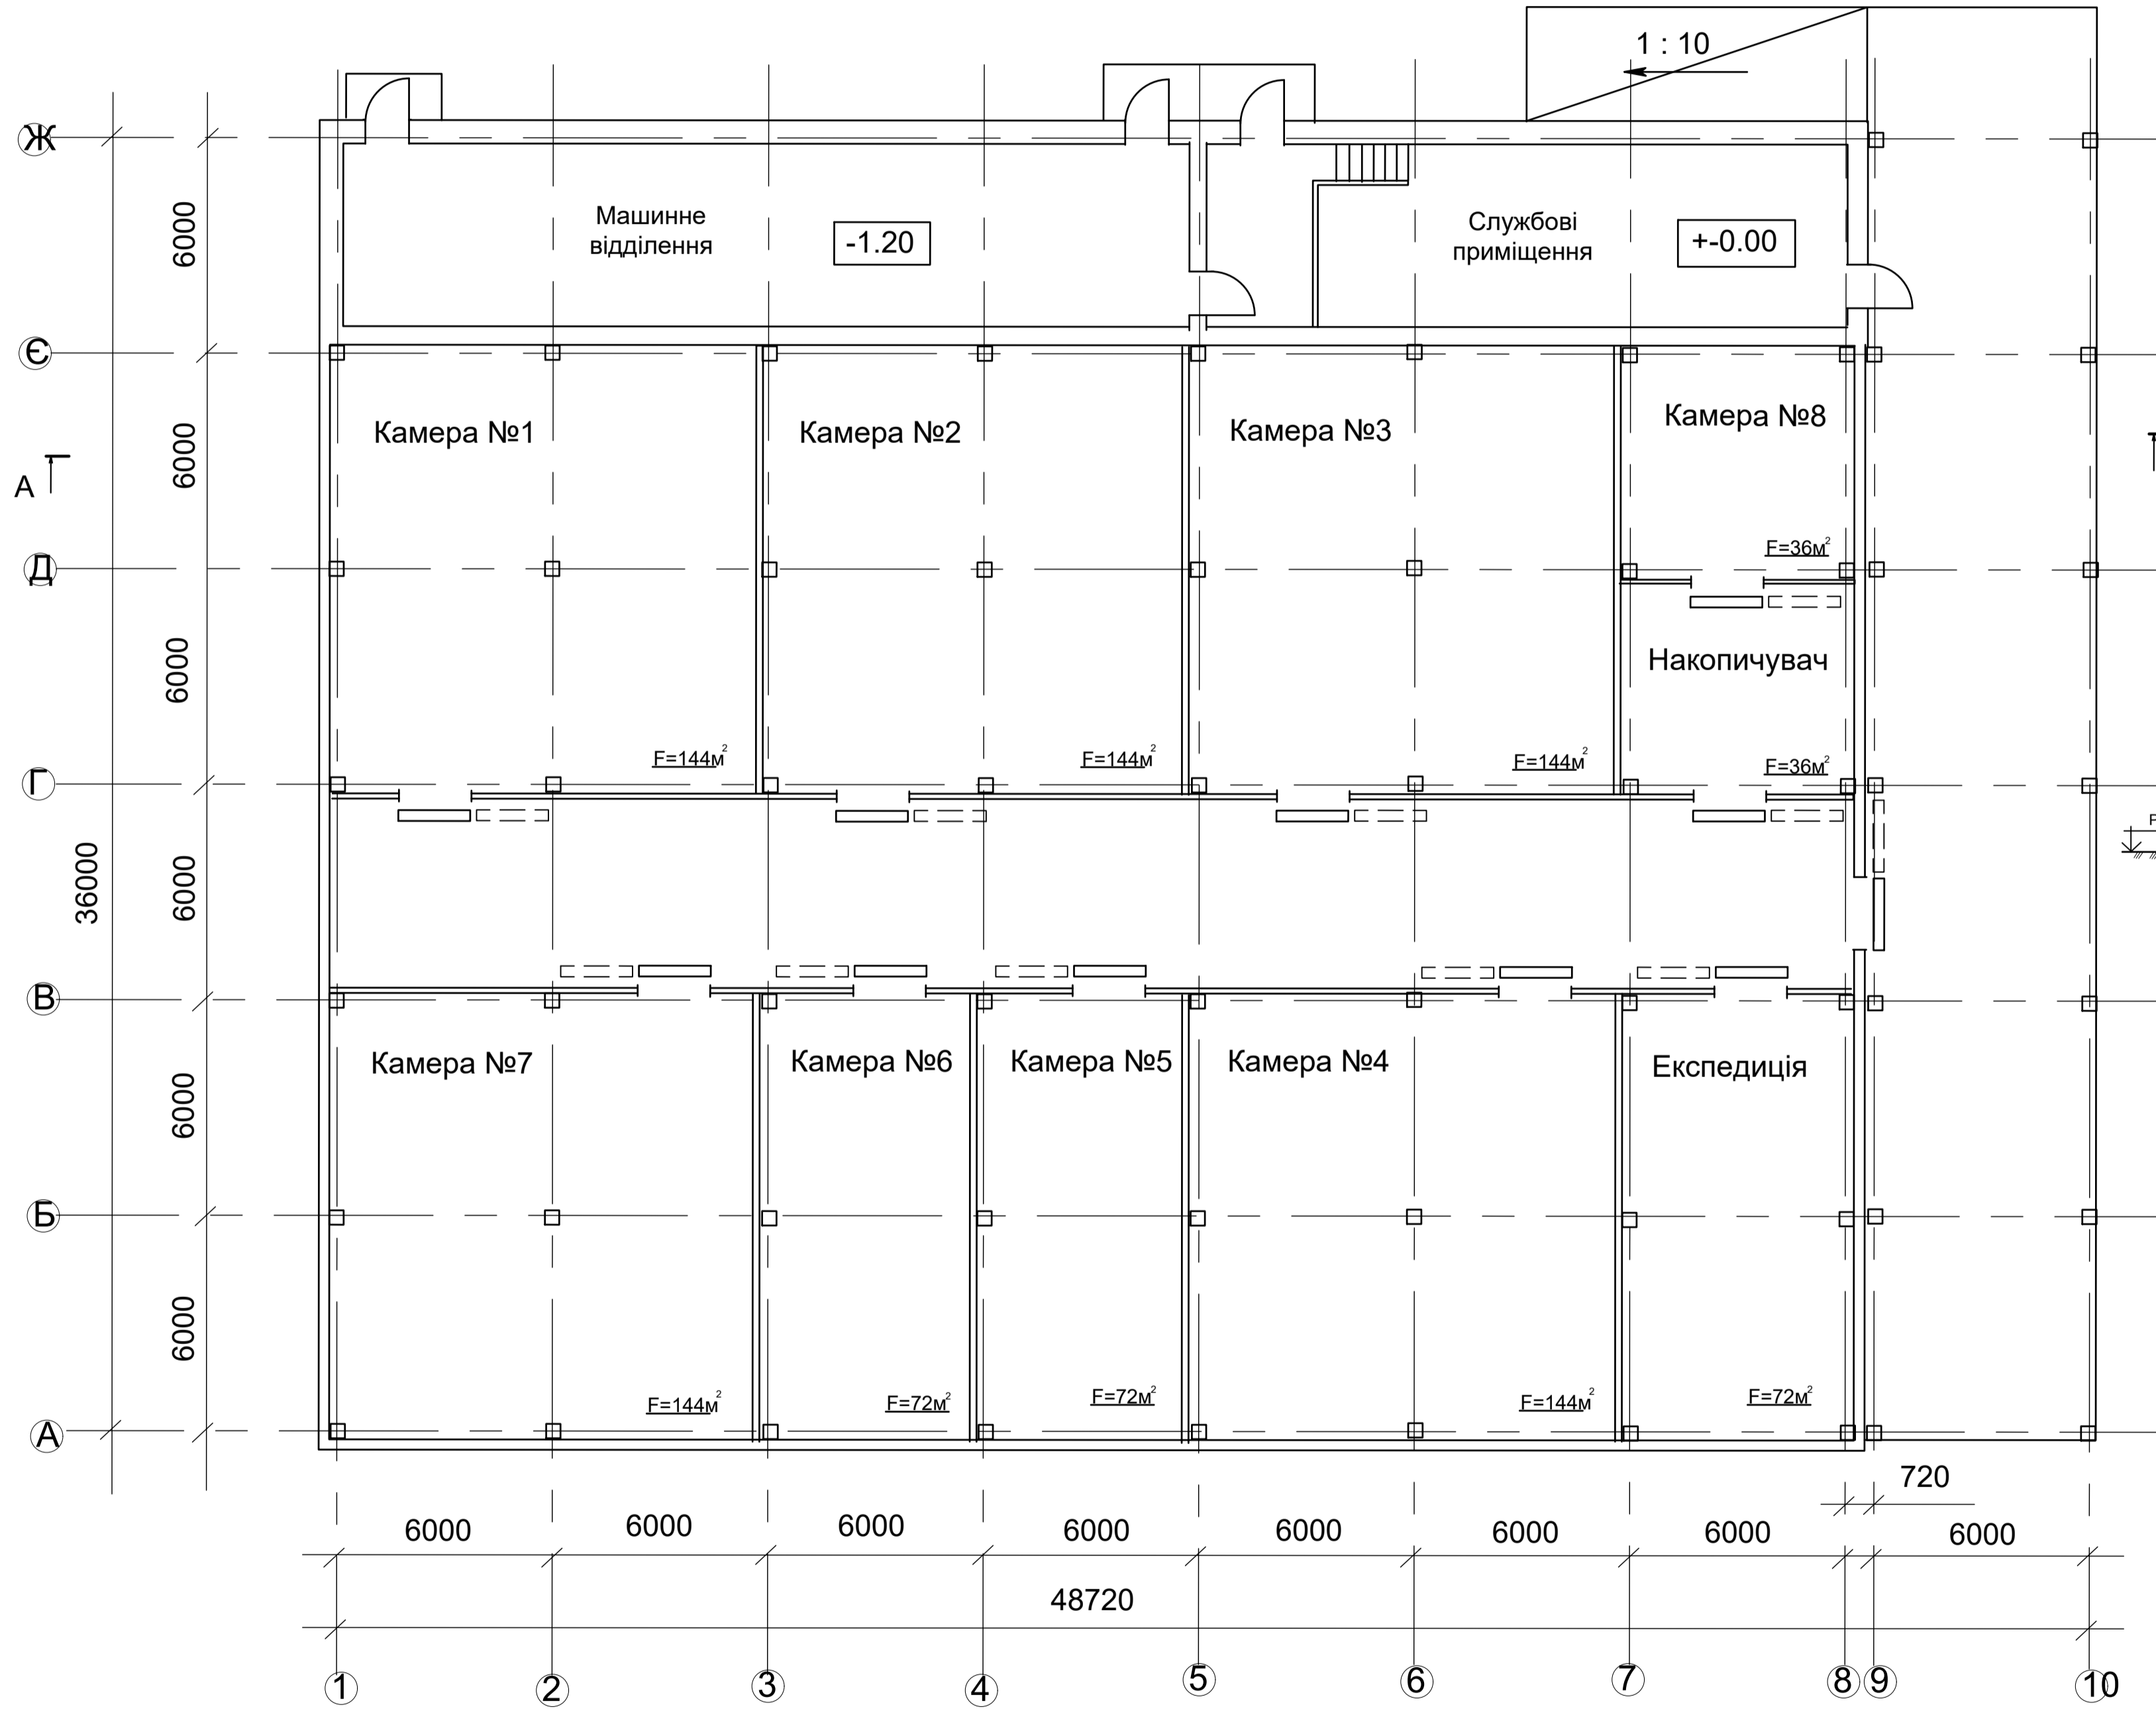 1 : 10
Ж
6000
Машинне
відділення
-1.20
Службові
приміщення
+-0.00
Є
6000
Камера №1
Камера №2
Камера №3
Камера №8
А
F=36м²
Д
6000
Накопичувач
F=144м²
F=144м²
F=144м²
F=36м²
Г
36000
6000
В
Камера №7
Камера №6
Камера №5
Камера №4
Експедиція
6000
Б
6000
F=144м²
F=72м²
F=72м²
F=144м²
F=72м²
А
720
6000
6000
6000
6000
6000
6000
6000
6000
48720
1
2
3
4
5
6
7
8
9
10